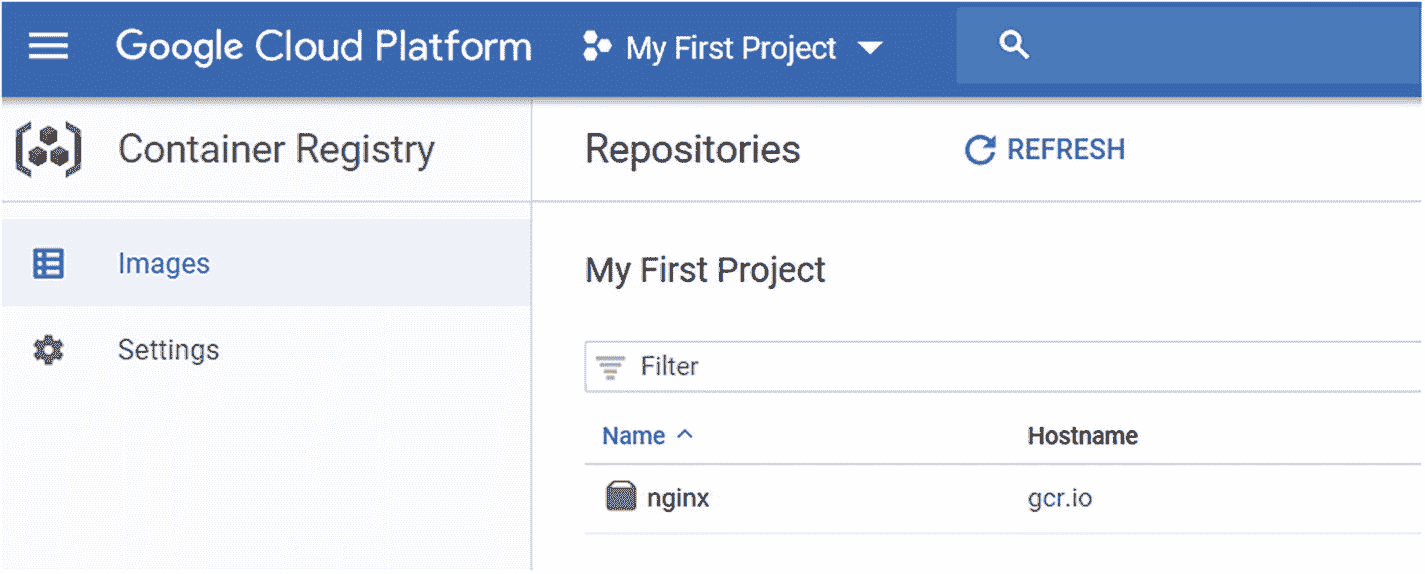 Google Cloud Platform My First Project
Container Registry
Repositories REFRESH
Images
Settings
My First Project
Filter
Name Hostname
nginx gcr.io